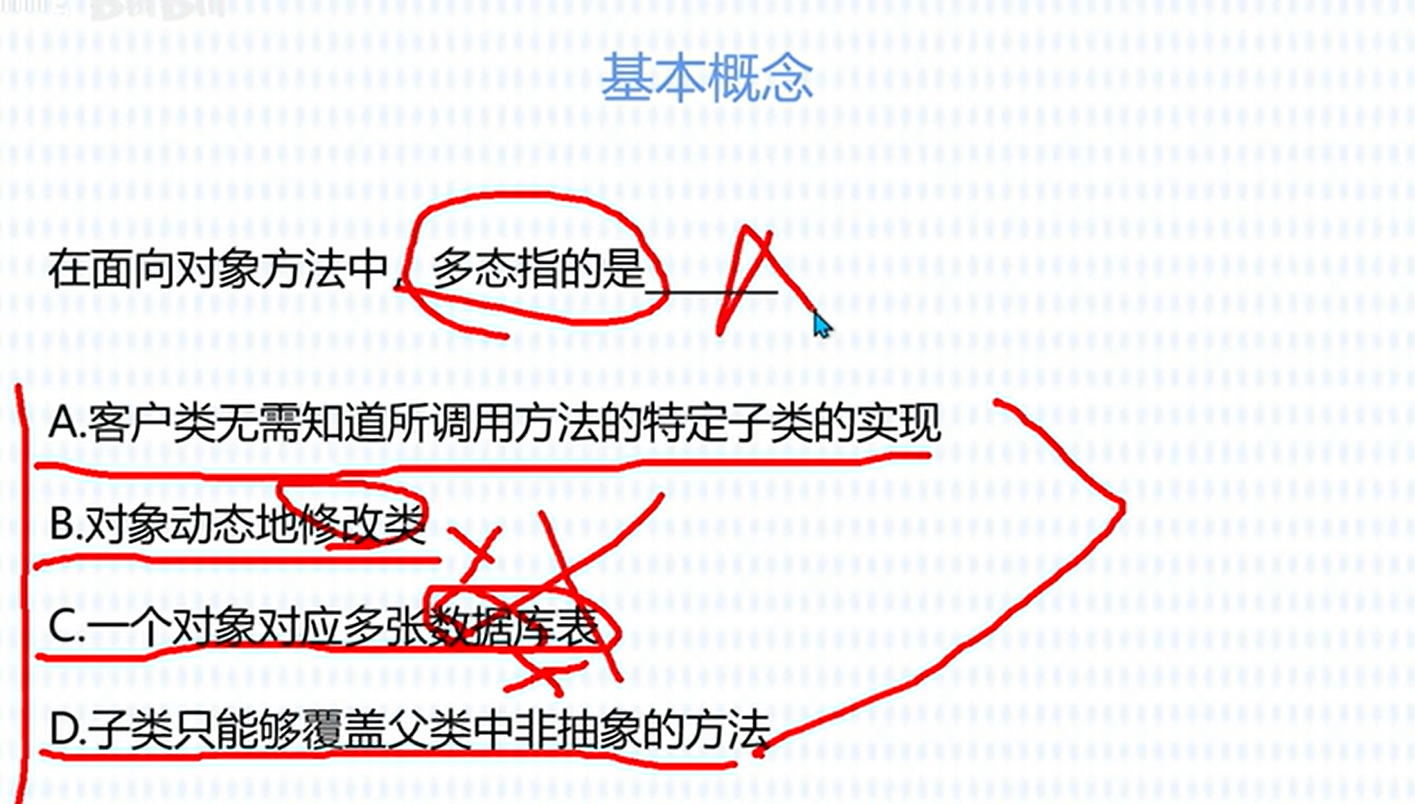 基本概念
在面向对象方法中，多态指的是______ A
A.客户类无需知道所调用方法的特定子类的实现
B.对象动态地修改类
C.一个对象对应多张数据库表
D.子类只能够覆盖父类中非抽象的方法